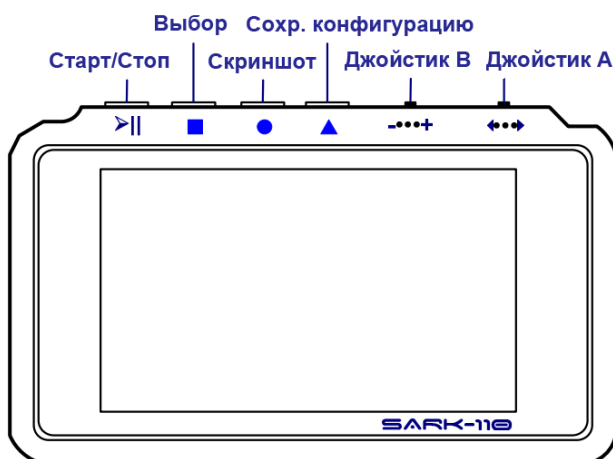 Выбор Сохр. конфигурацию
Старт/Стоп Скриншот Джойстик B Джойстик A
SARK-110